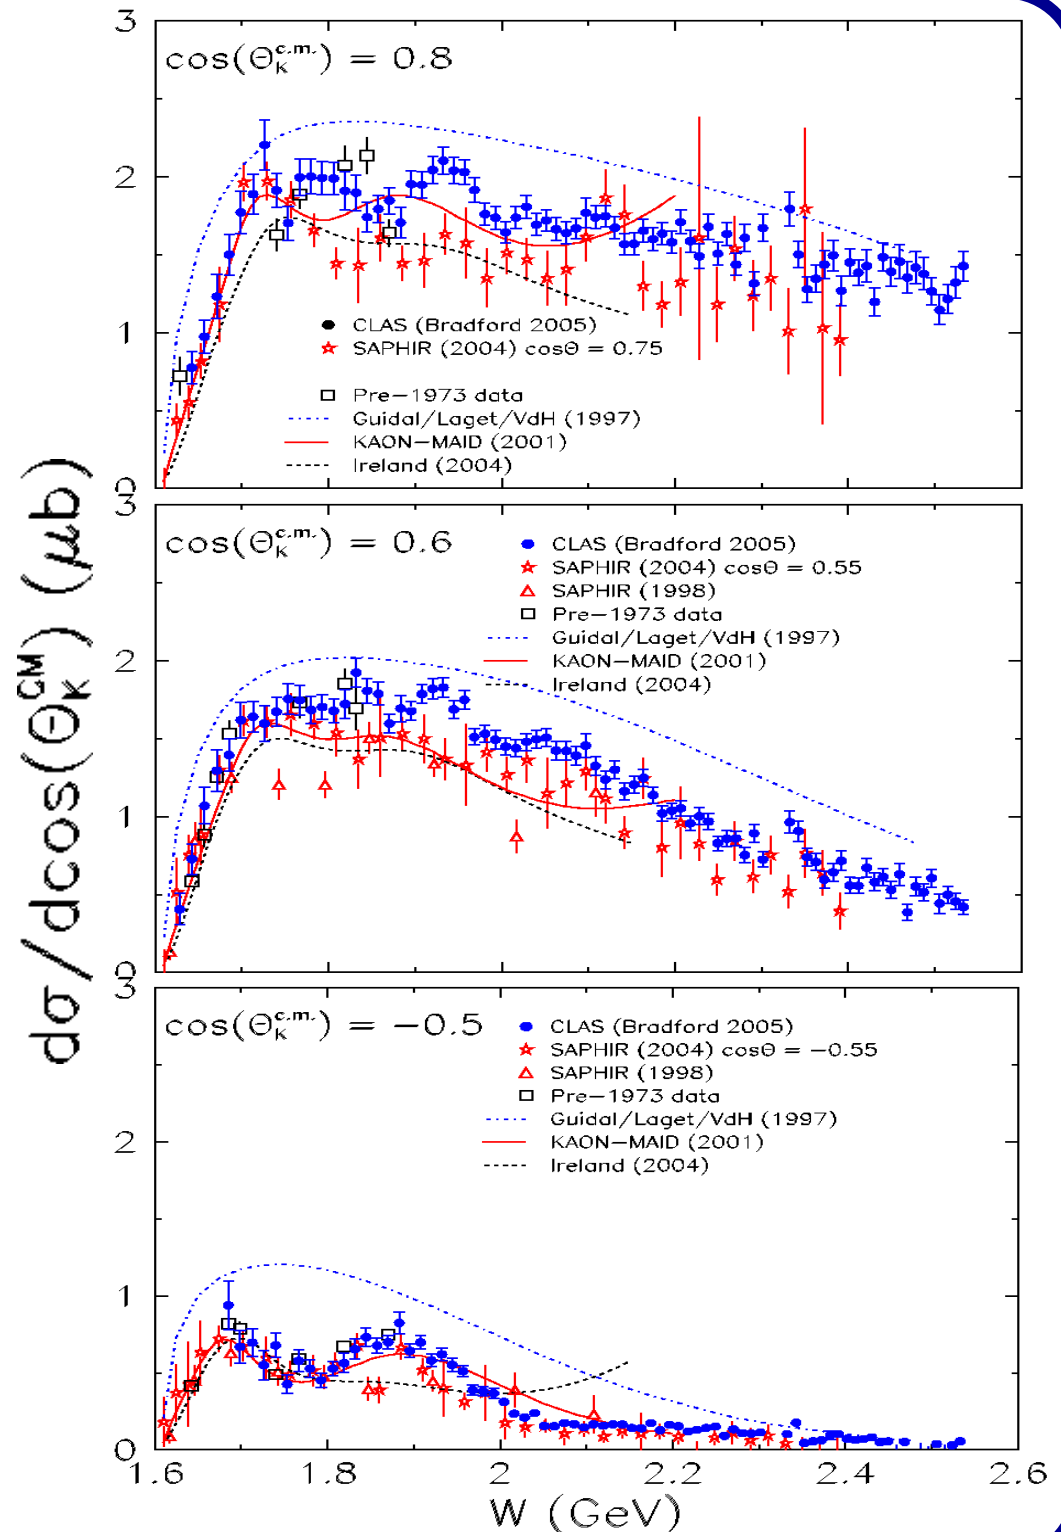 dσ/dcos(Θ_K^CM) (μb)
3
cos(Θ_K^c.m.) = 0.8
2
1
CLAS (Bradford 2005)
SAPHIR (2004) cosΘ = 0.75
Pre−1973 data
Guidal/Laget/VdH (1997)
KAON−MAID (2001)
Ireland (2004)
0
3
cos(Θ_K^c.m.) = 0.6
CLAS (Bradford 2005)
SAPHIR (2004) cosΘ = 0.55
SAPHIR (1998)
Pre−1973 data
Guidal/Laget/VdH (1997)
KAON−MAID (2001)
Ireland (2004)
2
1
0
3
cos(Θ_K^c.m.) = −0.5
CLAS (Bradford 2005)
SAPHIR (2004) cosΘ = −0.55
SAPHIR (1998)
Pre−1973 data
Guidal/Laget/VdH (1997)
KAON−MAID (2001)
Ireland (2004)
2
1
0
1.6 1.8 2 2.2 2.4 2.6
W (GeV)